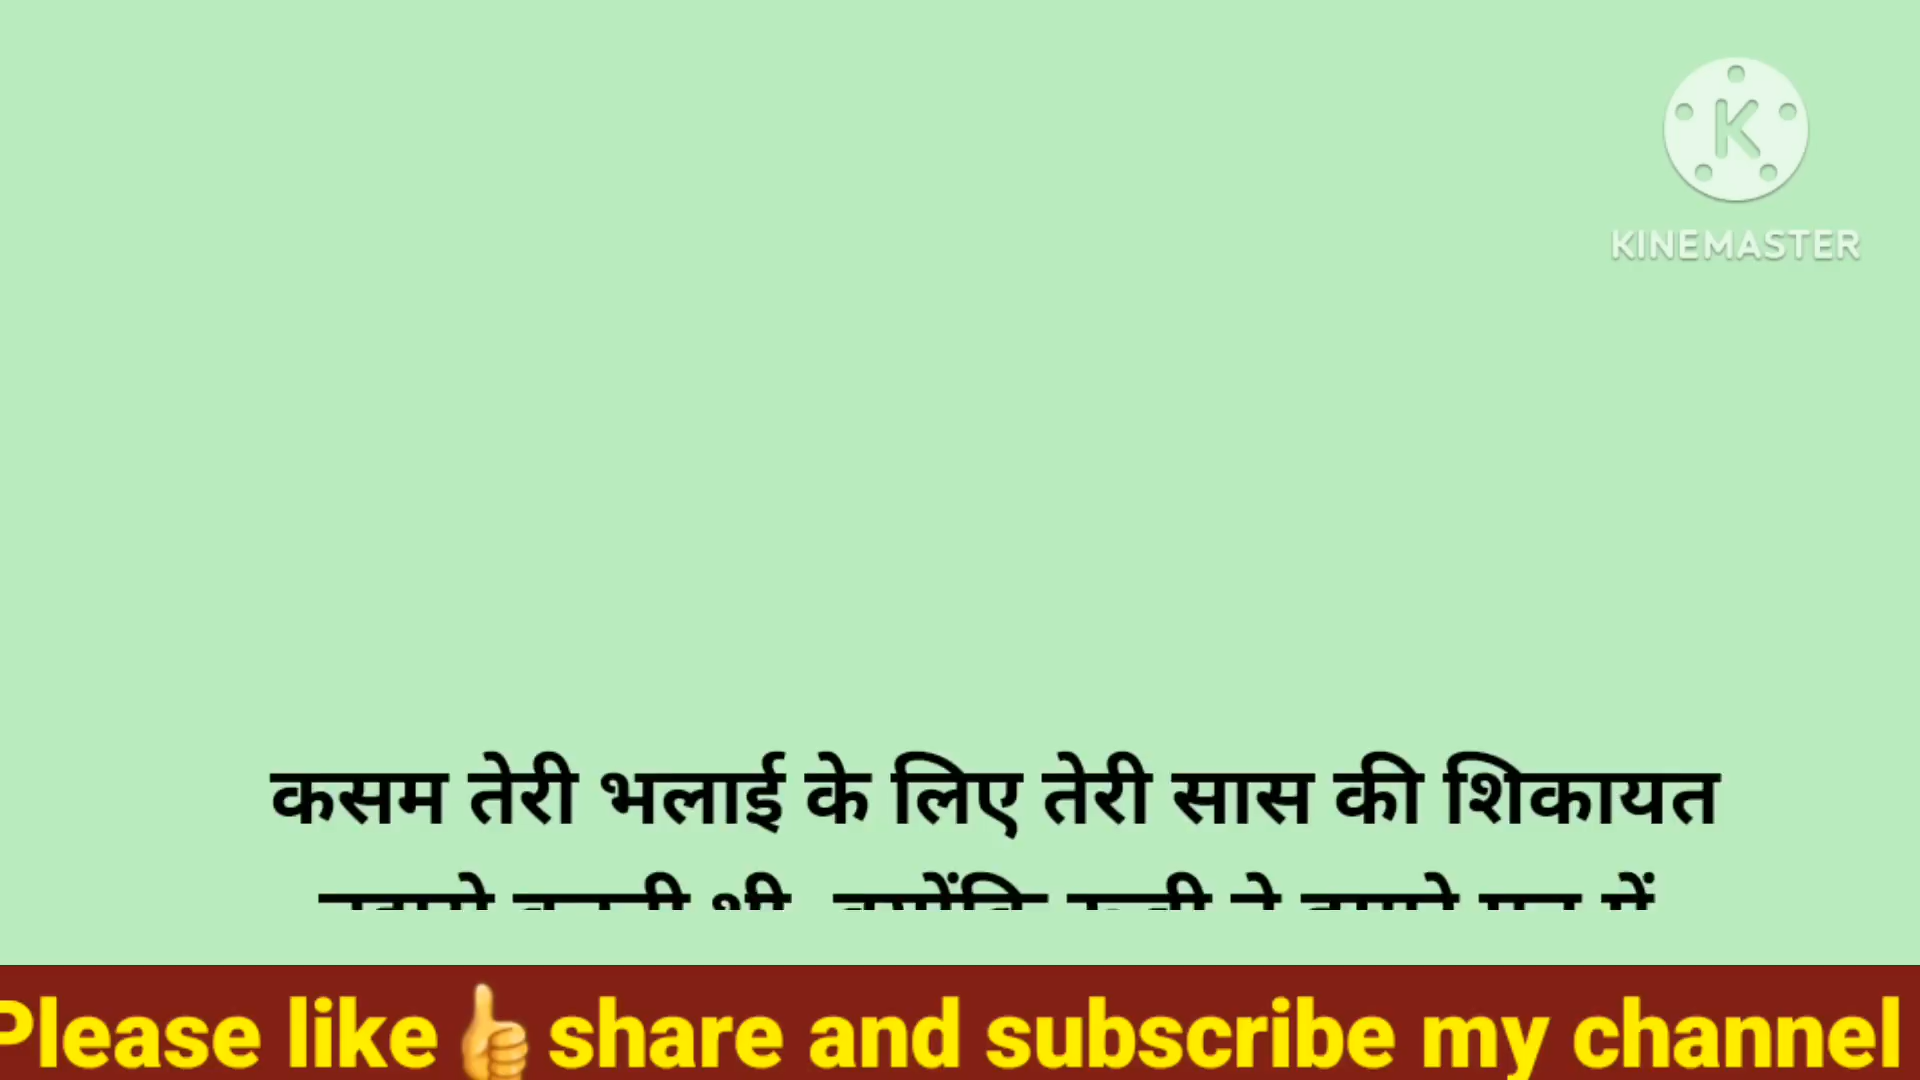 KINEMASTER
कसम तेरी भलाई के लिए तेरी सास की शिकायत
Please like👍share and subscribe my channel